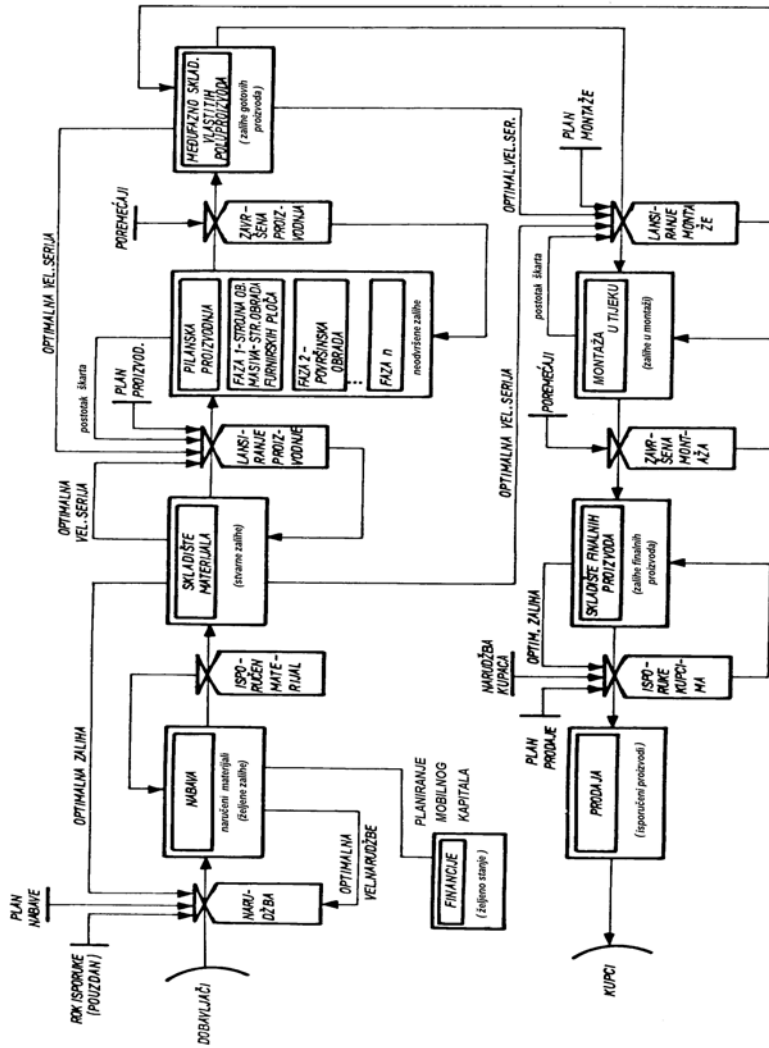 ROK ISPORUKE
(POUZDAN)
PLAN
NABAVE
OPTIMALNA ZALIHA
DOBAVLJAČI
NARU-
DŽBA
OPTIMALNA
VEL.NARUDŽBE
NABAVA
naručeni materijali
(željene zalihe)
ISPO-
RUČEN
MATE-
RIJAL
SKLADIŠTE
MATERIJALA
(stvarne zalihe)
OPTIMALNA
VEL.SERIJA
PLAN
PROIZVOD.
postotak škarta
OPTIMALNA VEL.SERIJA
LANSI-
RANJE
PROIZ-
VODNJE
PILANSKA
PROIZVODNJA
FAZA 1-STROJNA OB.
MASIVA-STR.OBRADA
FURNIRSKIH PLOČA
FAZA 2-
POVRŠINSKA
OBRADA
FAZA n
neodvršene zalihe
POREMEĆAJI
ZAVR-
ŠENA
PROIZ-
VODNJA
MEĐUFAZNO SKLAD.
VLASTITIH
POLUPROIZVODA
(zalihe gotovih
proizvoda)
FINANCIJE
(željeno stanje)
PLANIRANJE
MOBILNOG
KAPITALA
OPTIMALNA VEL.SERIJA
OPTIMAL.VEL.SER.
PLAN
MONTAŽE
LANSI-
RANJE
MONTA
ŽE
postotak škarta
MONTAŽA
U TIJEKU
(zalihe u montaži)
POREMEĆAJI
ZAVR-
ŠENA
MONT-
AŽA
SKLADIŠTE FINALNIH
PROIZVODA
(zalihe finalnih
proizvoda)
OPTIM. ZALIHA
NARUDŽBA
KUPACA
PLAN
PRODAJE
ISPO-
RUKE
KUPCI-
MA
PRODAJA
(isporučeni proizvodi)
KUPCI